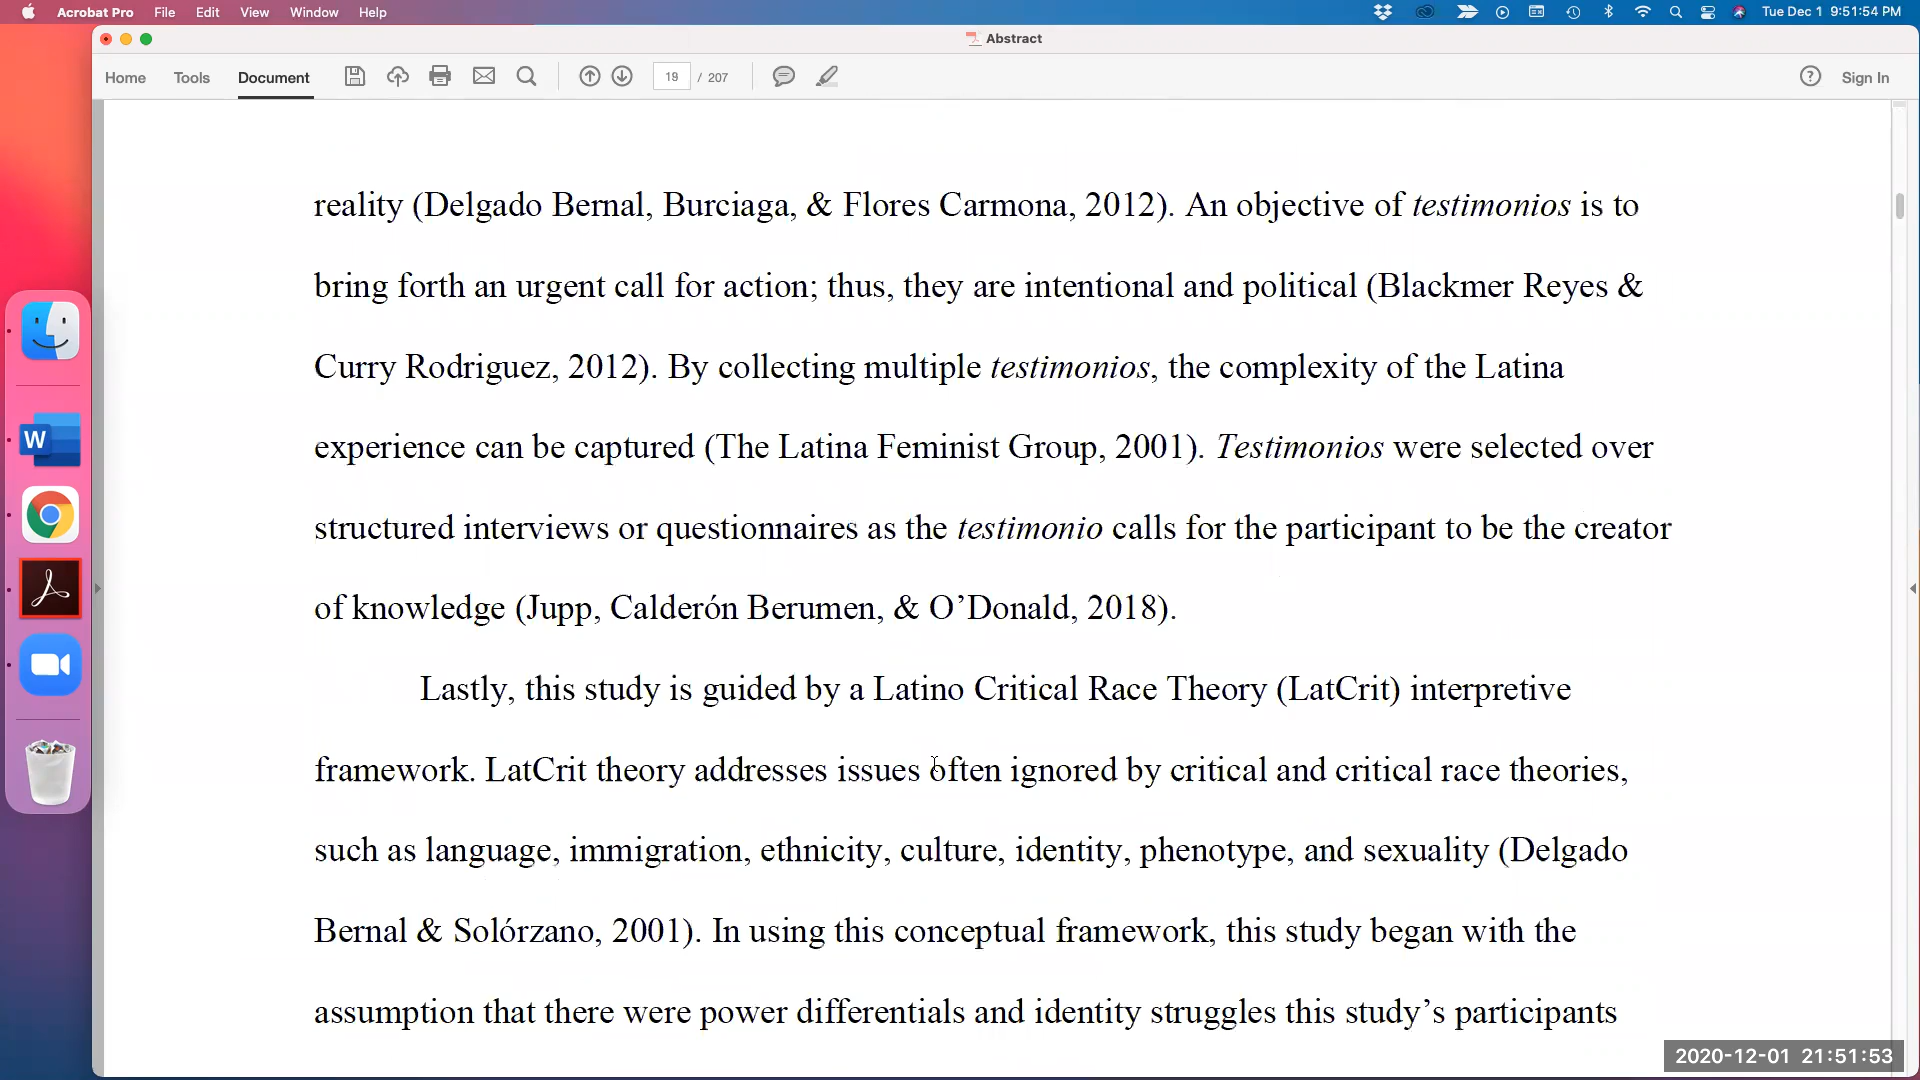 Acrobat Pro File Edit View Window Help Tue Dec 1 9:51:54 PM
Abstract
Home Tools Document 19 / 207 Sign In
reality (Delgado Bernal, Burciaga, & Flores Carmona, 2012). An objective of testimonios is to
bring forth an urgent call for action; thus, they are intentional and political (Blackmer Reyes &
Curry Rodriguez, 2012). By collecting multiple testimonios, the complexity of the Latina
experience can be captured (The Latina Feminist Group, 2001). Testimonios were selected over
structured interviews or questionnaires as the testimonio calls for the participant to be the creator
of knowledge (Jupp, Calderón Berumen, & O’Donald, 2018).
Lastly, this study is guided by a Latino Critical Race Theory (LatCrit) interpretive
framework. LatCrit theory addresses issues often ignored by critical and critical race theories,
such as language, immigration, ethnicity, culture, identity, phenotype, and sexuality (Delgado
Bernal & Solórzano, 2001). In using this conceptual framework, this study began with the
assumption that there were power differentials and identity struggles this study’s participants
W
2020-12-01 21:51:53